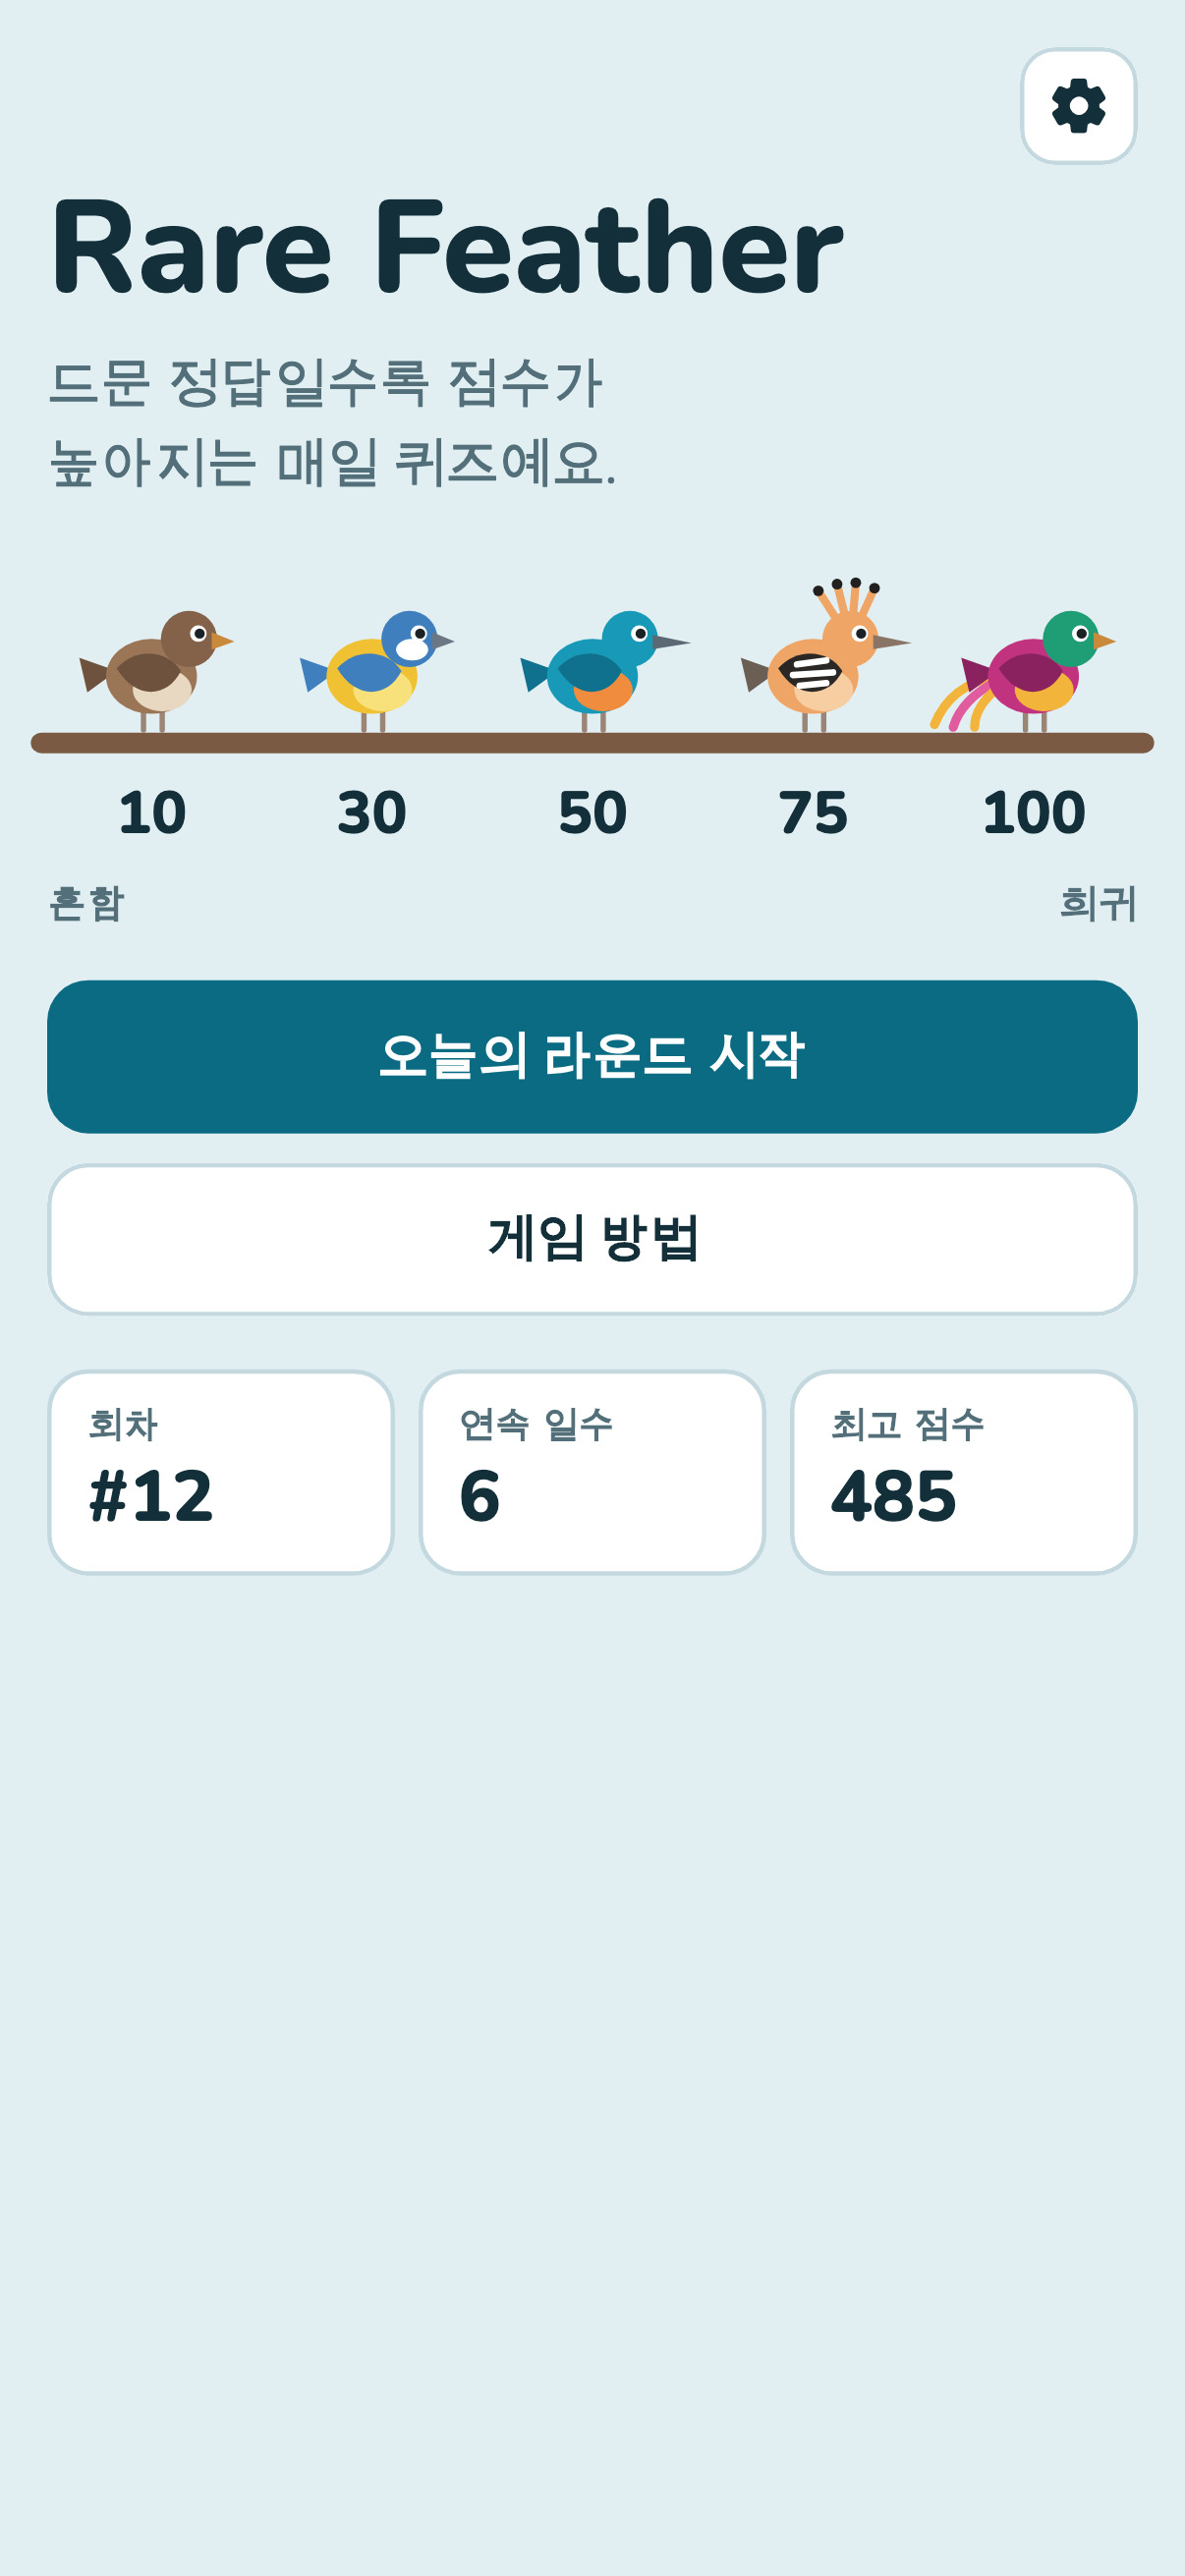 Rare Feather
드문 정답일수록 점수가
높아지는 매일 퀴즈예요.
10 30 50 75 100
흔함 희귀
오늘의 라운드 시작
게임 방법
회차 연속 일수 최고 점수
#12 6 485